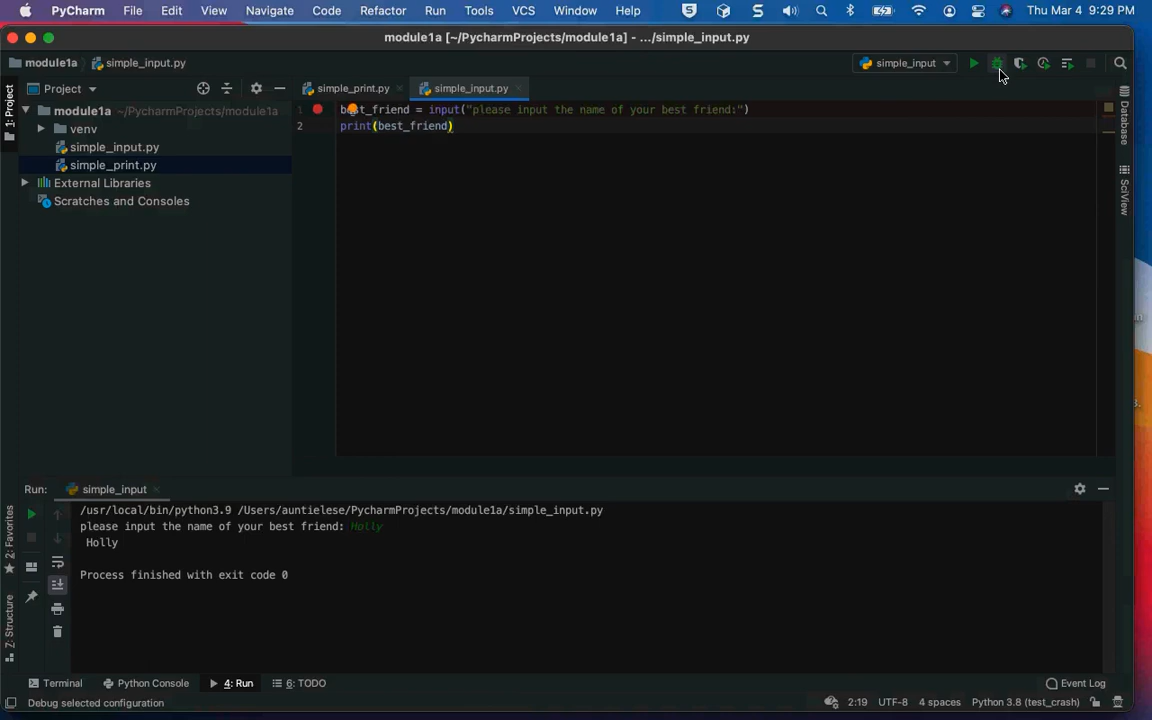 PyCharm File Edit View Navigate Code Refactor Run Tools VCS Window Help Thu Mar 4 9:29 PM
module1a [~/PycharmProjects/module1a] - .../simple_input.py
module1a simple_input.py simple_input
Project simple_print.py simple_input.py
1: Project
module1a ~/PycharmProjects/module1a
venv
simple_input.py
simple_print.py
External Libraries
Scratches and Consoles
1 best_friend = input("please input the name of your best friend:")
2 print(best_friend)
Database
SciView
Run: simple_input
/usr/local/bin/python3.9 /Users/auntielese/PycharmProjects/module1a/simple_input.py
please input the name of your best friend: Holly
Holly
Process finished with exit code 0
2: Favorites
7: Structure
Terminal Python Console 4: Run 6: TODO Event Log
Debug selected configuration 2:19 UTF-8 4 spaces Python 3.8 (test_crash)